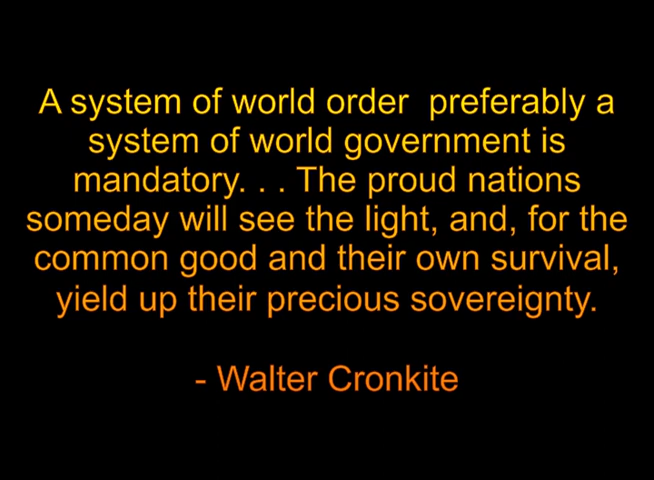 A system of world order  preferably a
system of world government is
mandatory. . . The proud nations
someday will see the light, and, for the
common good and their own survival,
yield up their precious sovereignty.
- Walter Cronkite